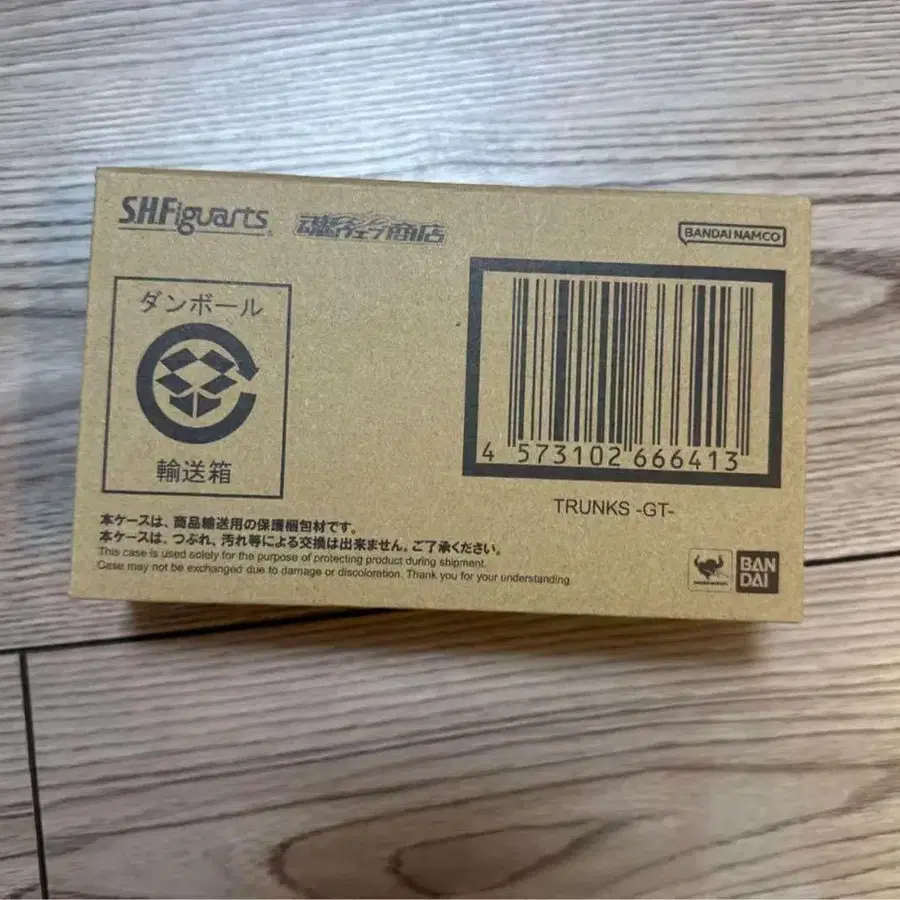 S.H.Figuarts
魂ウェブ商店
BANDAI NAMCO
ダンボール
輸送箱
4 573102 666413
TRUNKS -GT-
本ケースは、商品輸送用の保護梱包材です。
本ケースは、つぶれ、汚れ等による交換は出来ません。ご了承ください。
This case is used solely for the purpose of protecting product during shipment.
Case may not be exchanged due to damage or discoloration. Thank you for your understanding.
BAN
DAI